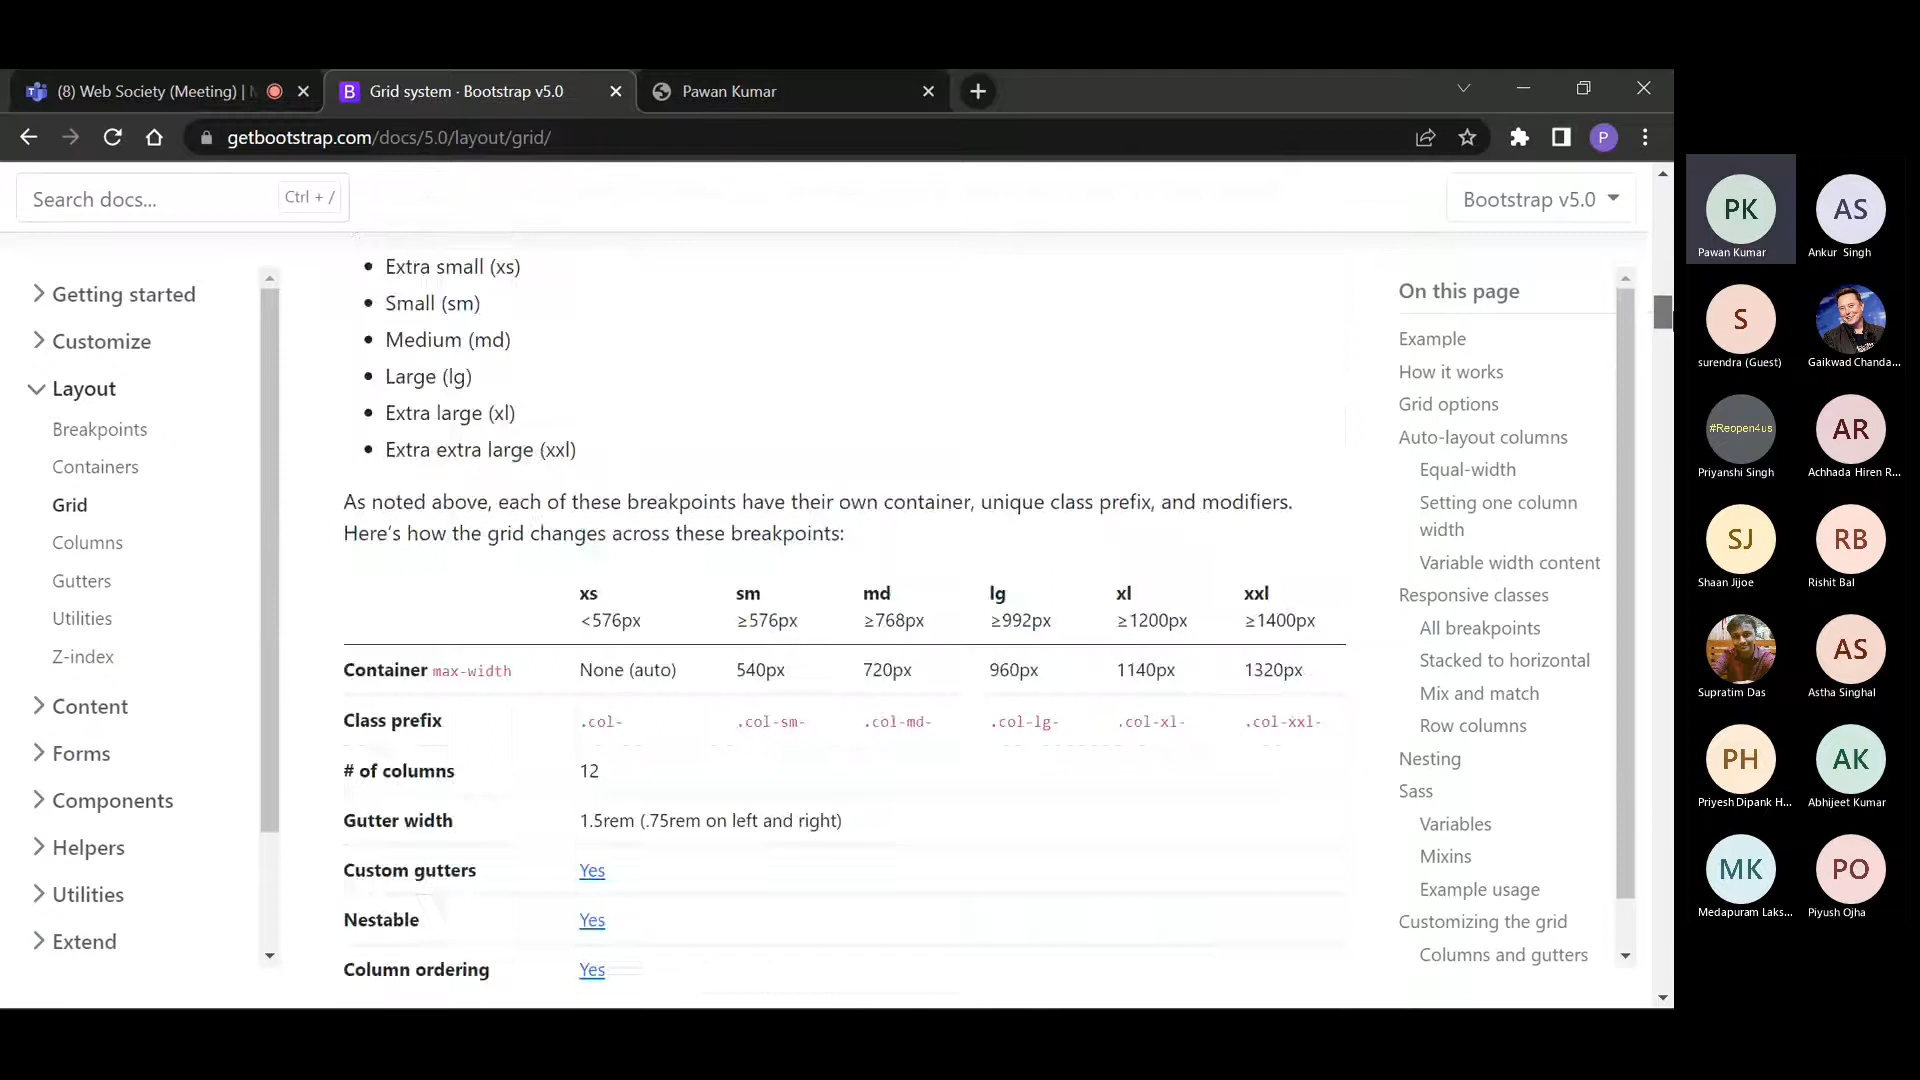 (8) Web Society (Meeting) |
Grid system · Bootstrap v5.0
Pawan Kumar
getbootstrap.com/docs/5.0/layout/grid/
P
Search docs...
Ctrl + /
Bootstrap v5.0
Getting started
Customize
Layout
Breakpoints
Containers
Grid
Columns
Gutters
Utilities
Z-index
Content
Forms
Components
Helpers
Utilities
Extend
Extra small (xs)
Small (sm)
Medium (md)
Large (lg)
Extra large (xl)
Extra extra large (xxl)
As noted above, each of these breakpoints have their own container, unique class prefix, and modifiers.
Here's how the grid changes across these breakpoints:
xs sm md lg xl xxl
<576px ≥576px ≥768px ≥992px ≥1200px ≥1400px
Container max-width None (auto) 540px 720px 960px 1140px 1320px
Class prefix .col- .col-sm- .col-md- .col-lg- .col-xl- .col-xxl-
# of columns 12
Gutter width 1.5rem (.75rem on left and right)
Custom gutters Yes
Nestable Yes
Column ordering Yes
On this page
Example
How it works
Grid options
Auto-layout columns
Equal-width
Setting one column
width
Variable width content
Responsive classes
All breakpoints
Stacked to horizontal
Mix and match
Row columns
Nesting
Sass
Variables
Mixins
Example usage
Customizing the grid
Columns and gutters
PK AS
Pawan Kumar Ankur Singh
S
surendra (Guest) Gaikwad Chanda...
#Reopen4us AR
Priyanshi Singh Achhada Hiren R...
SJ RB
Shaan Jijoe Rishit Bal
AS
Supratim Das Astha Singhal
PH AK
Priyesh Dipank H... Abhijeet Kumar
MK PO
Medapuram Laks... Piyush Ojha